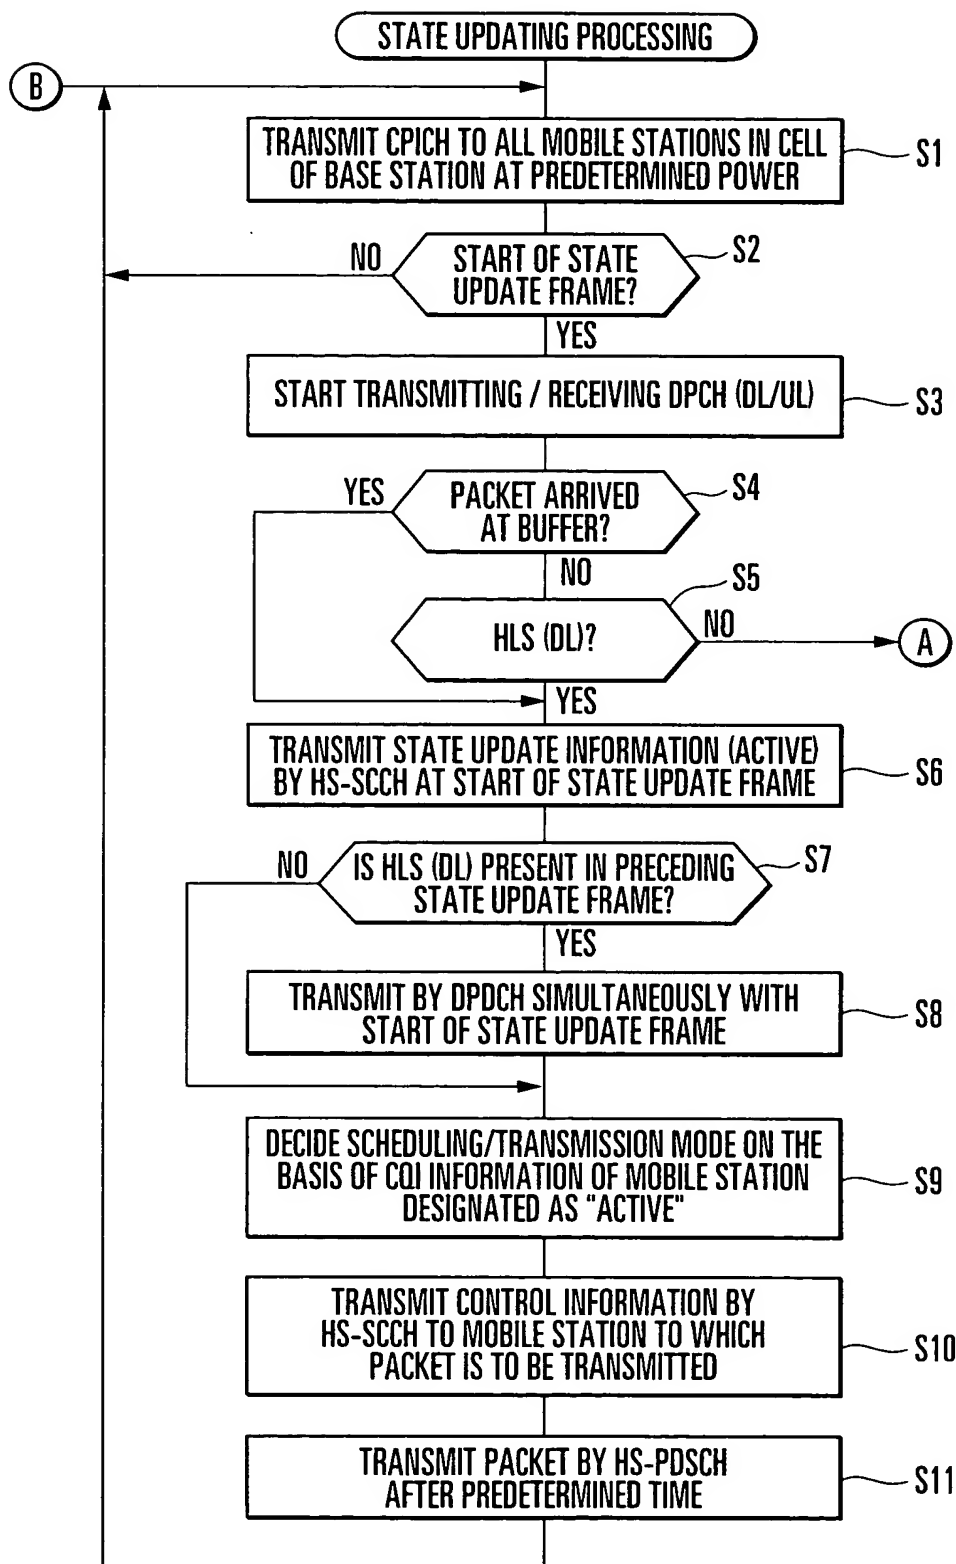 STATE UPDATING PROCESSING
B
TRANSMIT CPICH TO ALL MOBILE STATIONS IN CELL
OF BASE STATION AT PREDETERMINED POWER
S1
NO
START OF STATE
UPDATE FRAME?
S2
YES
START TRANSMITTING / RECEIVING DPCH (DL/UL)
S3
YES
PACKET ARRIVED
AT BUFFER?
S4
NO
S5
HLS (DL)?
NO
A
YES
TRANSMIT STATE UPDATE INFORMATION (ACTIVE)
BY HS-SCCH AT START OF STATE UPDATE FRAME
S6
NO
IS HLS (DL) PRESENT IN PRECEDING
STATE UPDATE FRAME?
S7
YES
TRANSMIT BY DPDCH SIMULTANEOUSLY WITH
START OF STATE UPDATE FRAME
S8
DECIDE SCHEDULING/TRANSMISSION MODE ON THE
BASIS OF CQI INFORMATION OF MOBILE STATION
DESIGNATED AS "ACTIVE"
S9
TRANSMIT CONTROL INFORMATION BY
HS-SCCH TO MOBILE STATION TO WHICH
PACKET IS TO BE TRANSMITTED
S10
TRANSMIT PACKET BY HS-PDSCH
AFTER PREDETERMINED TIME
S11